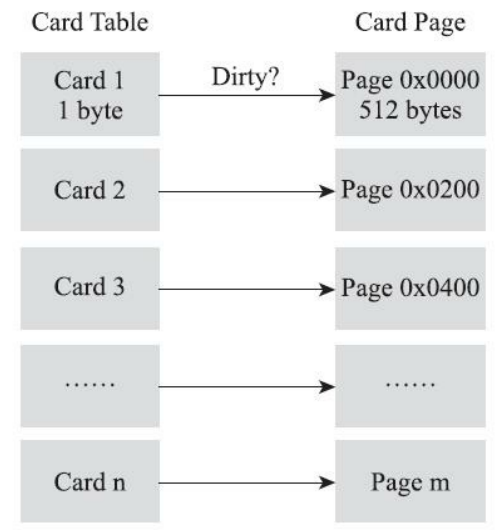 Card Table
Card Page
Card 1
1 byte
Dirty?
Page 0x0000
512 bytes
Card 2
Page 0x0200
Card 3
Page 0x0400
……
……
Card n
Page m